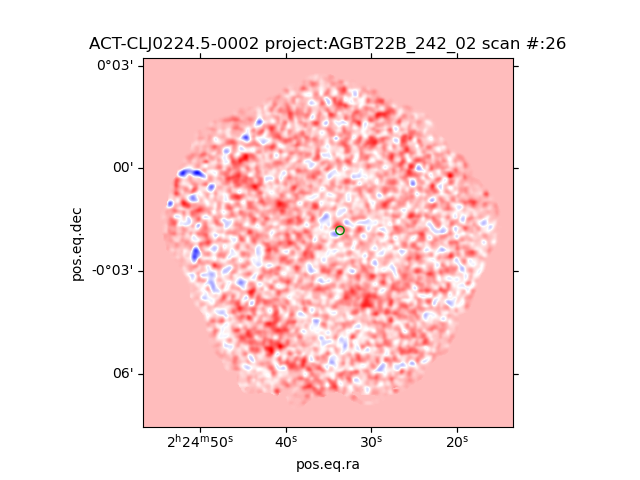 ACT-CLJ0224.5-0002 project:AGBT22B_242_02 scan #:26
0°03'
00'
-0°03'
06'
pos.eq.dec
2h24m50s 40s 30s 20s
pos.eq.ra